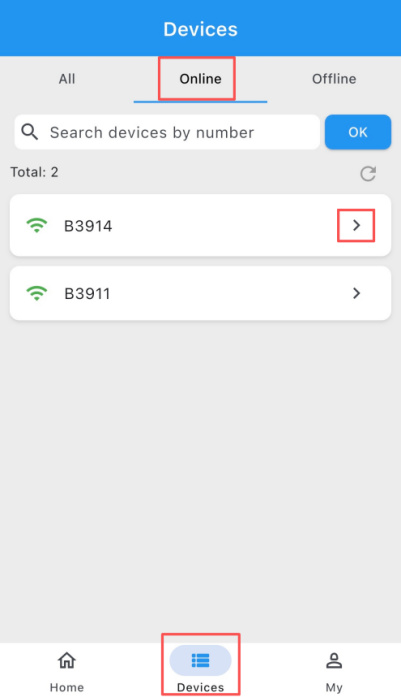 Devices
All Online Offline
Search devices by number OK
Total: 2
B3914
B3911
Home Devices My